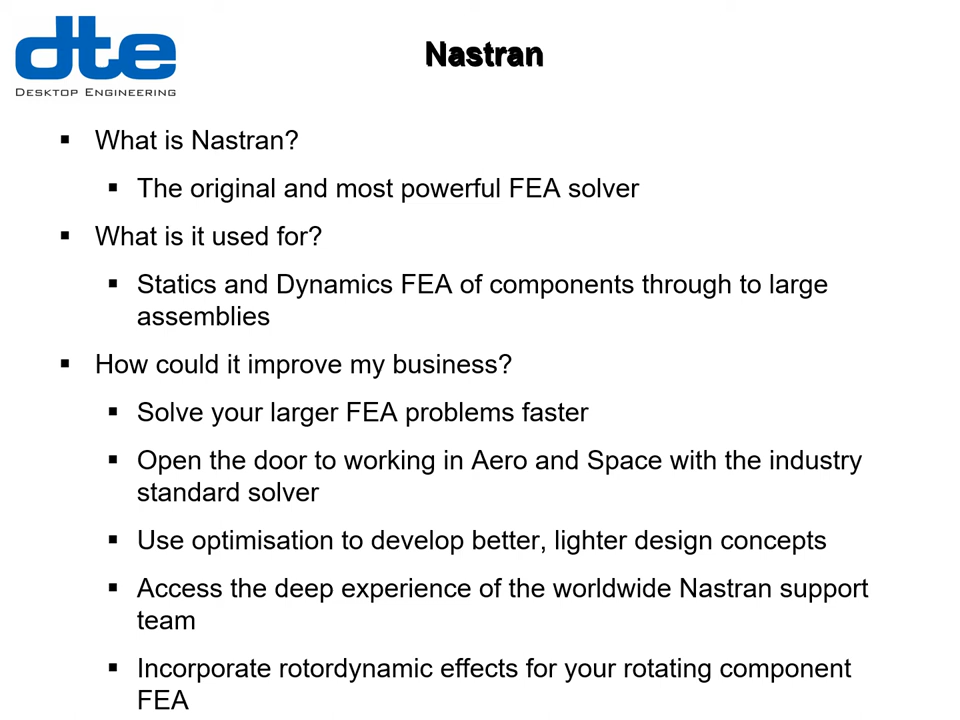 dte
DESKTOP ENGINEERING
Nastran
▪ What is Nastran?
▪ The original and most powerful FEA solver
▪ What is it used for?
▪ Statics and Dynamics FEA of components through to large
assemblies
▪ How could it improve my business?
▪ Solve your larger FEA problems faster
▪ Open the door to working in Aero and Space with the industry
standard solver
▪ Use optimisation to develop better, lighter design concepts
▪ Access the deep experience of the worldwide Nastran support
team
▪ Incorporate rotordynamic effects for your rotating component
FEA